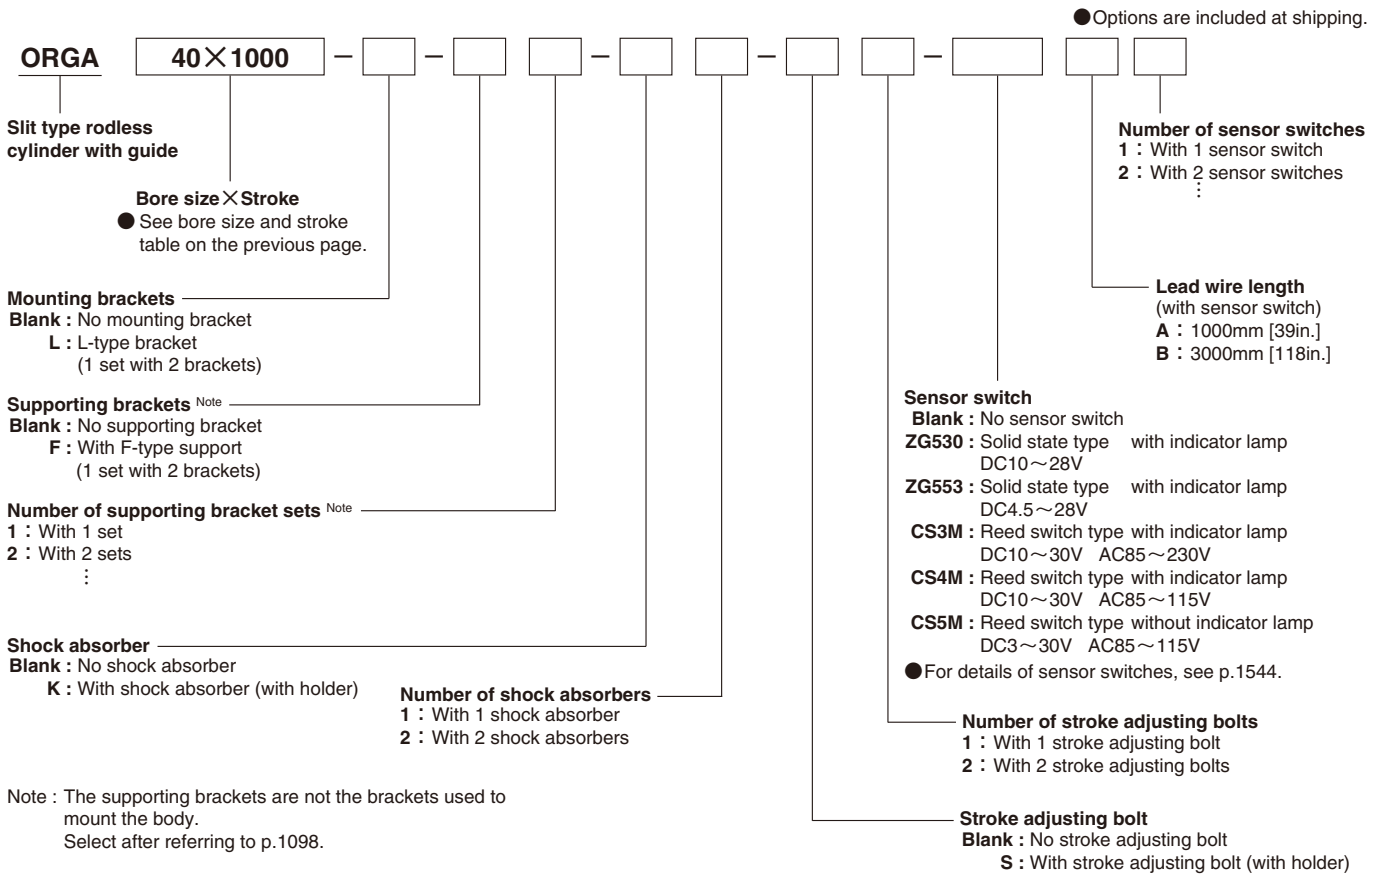 ●Options are included at shipping.
ORGA 40×1000 – – – – –
Slit type rodless
cylinder with guide
Bore size×Stroke
●See bore size and stroke
table on the previous page.
Mounting brackets
Blank : No mounting bracket
L : L-type bracket
(1 set with 2 brackets)
Supporting brackets Note
Blank : No supporting bracket
F : With F-type support
(1 set with 2 brackets)
Number of supporting bracket sets Note
1 : With 1 set
2 : With 2 sets
⋮
Shock absorber
Blank : No shock absorber
K : With shock absorber (with holder)
Number of shock absorbers
1 : With 1 shock absorber
2 : With 2 shock absorbers
Note : The supporting brackets are not the brackets used to
mount the body.
Select after referring to p.1098.
Number of sensor switches
1 : With 1 sensor switch
2 : With 2 sensor switches
⋮
Lead wire length
(with sensor switch)
A : 1000mm [39in.]
B : 3000mm [118in.]
Sensor switch
Blank : No sensor switch
ZG530 : Solid state type with indicator lamp
DC10～28V
ZG553 : Solid state type with indicator lamp
DC4.5～28V
CS3M : Reed switch type with indicator lamp
DC10～30V AC85～230V
CS4M : Reed switch type with indicator lamp
DC10～30V AC85～115V
CS5M : Reed switch type without indicator lamp
DC3～30V AC85～115V
●For details of sensor switches, see p.1544.
Number of stroke adjusting bolts
1 : With 1 stroke adjusting bolt
2 : With 2 stroke adjusting bolts
Stroke adjusting bolt
Blank : No stroke adjusting bolt
S : With stroke adjusting bolt (with holder)